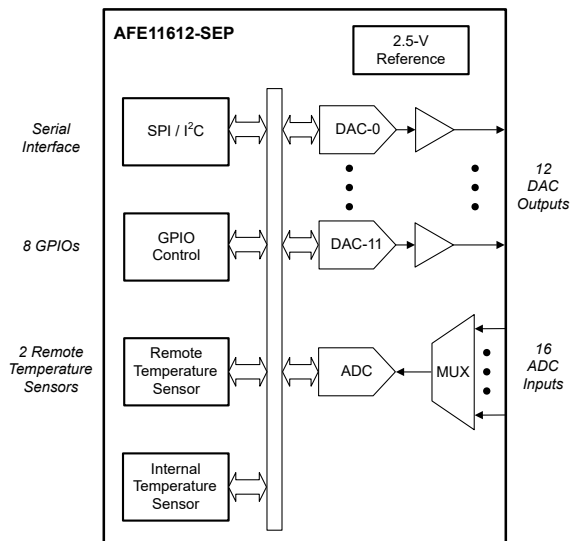 AFE11612-SEP
2.5-V
Reference
Serial
Interface
SPI / I²C
DAC-0
12
DAC
Outputs
8 GPIOs
GPIO
Control
DAC-11
2 Remote
Temperature
Sensors
Remote
Temperature
Sensor
ADC
MUX
16
ADC
Inputs
Internal
Temperature
Sensor